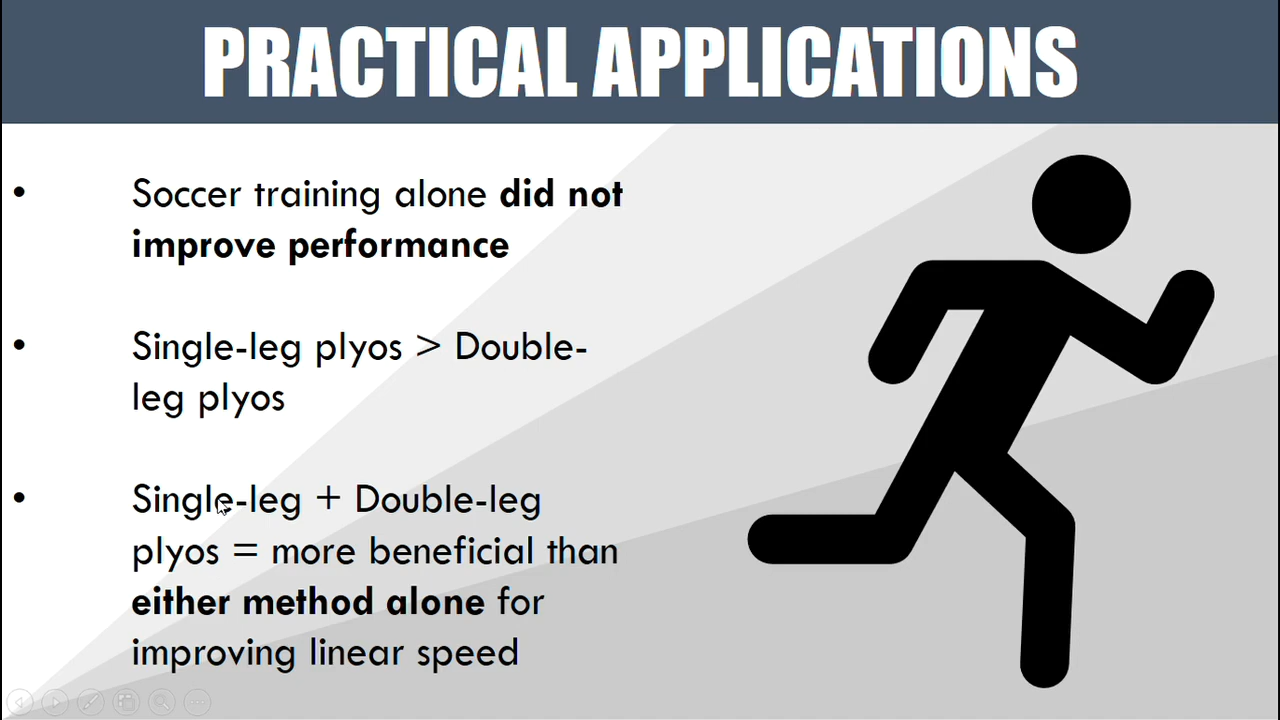 PRACTICAL APPLICATIONS
• Soccer training alone did not
improve performance
• Single-leg plyos > Double-
leg plyos
• Single-leg + Double-leg
plyos = more beneficial than
either method alone for
improving linear speed